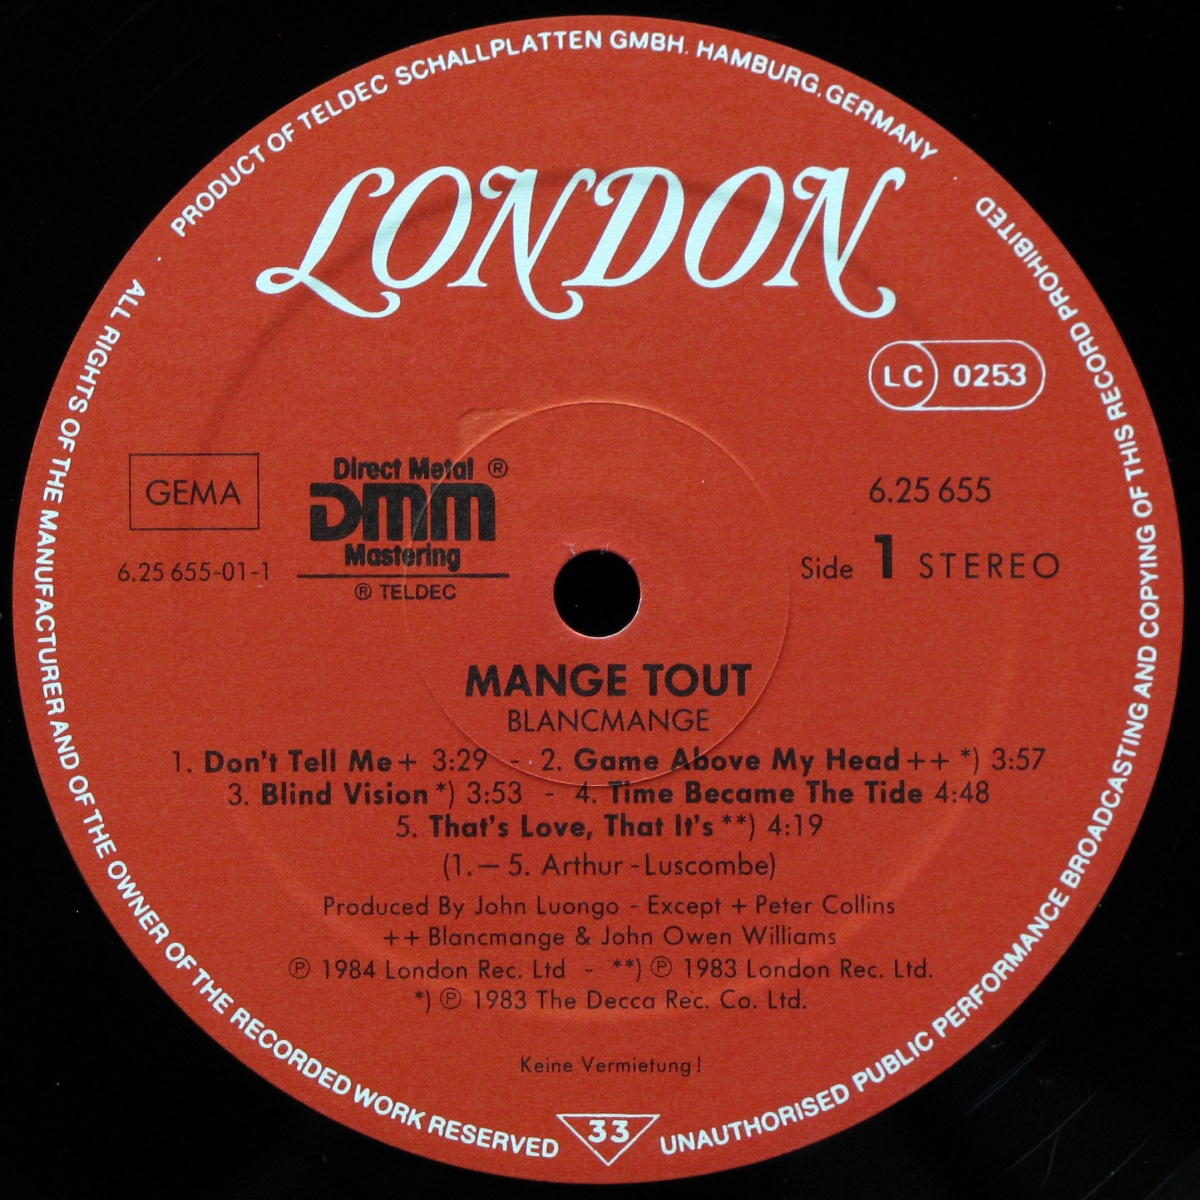 PRODUCT OF TELDEC SCHALLPLATTEN GMBH. HAMBURG, GERMANY
LONDON
LC 0253
GEMA
6.25 655-01-1
Direct Metal ®
DMM
Mastering
® TELDEC
6.25 655
Side 1 STEREO
MANGE TOUT
BLANCMANGE
1. Don't Tell Me+ 3:29 - 2. Game Above My Head++ *) 3:57
3. Blind Vision*) 3:53 - 4. Time Became The Tide 4:48
5. That's Love, That It's**) 4:19
(1.— 5. Arthur - Luscombe)
Produced By John Luongo - Except + Peter Collins
++ Blancmange & John Owen Williams
℗ 1984 London Rec. Ltd - **) ℗ 1983 London Rec. Ltd.
*) ℗ 1983 The Decca Rec. Co. Ltd.
Keine Vermietung!
33
ALL RIGHTS OF THE MANUFACTURER AND OF THE OWNER OF THE RECORDED WORK RESERVED
UNAUTHORISED PUBLIC PERFORMANCE BROADCASTING AND COPYING OF THIS RECORD PROHIBITED